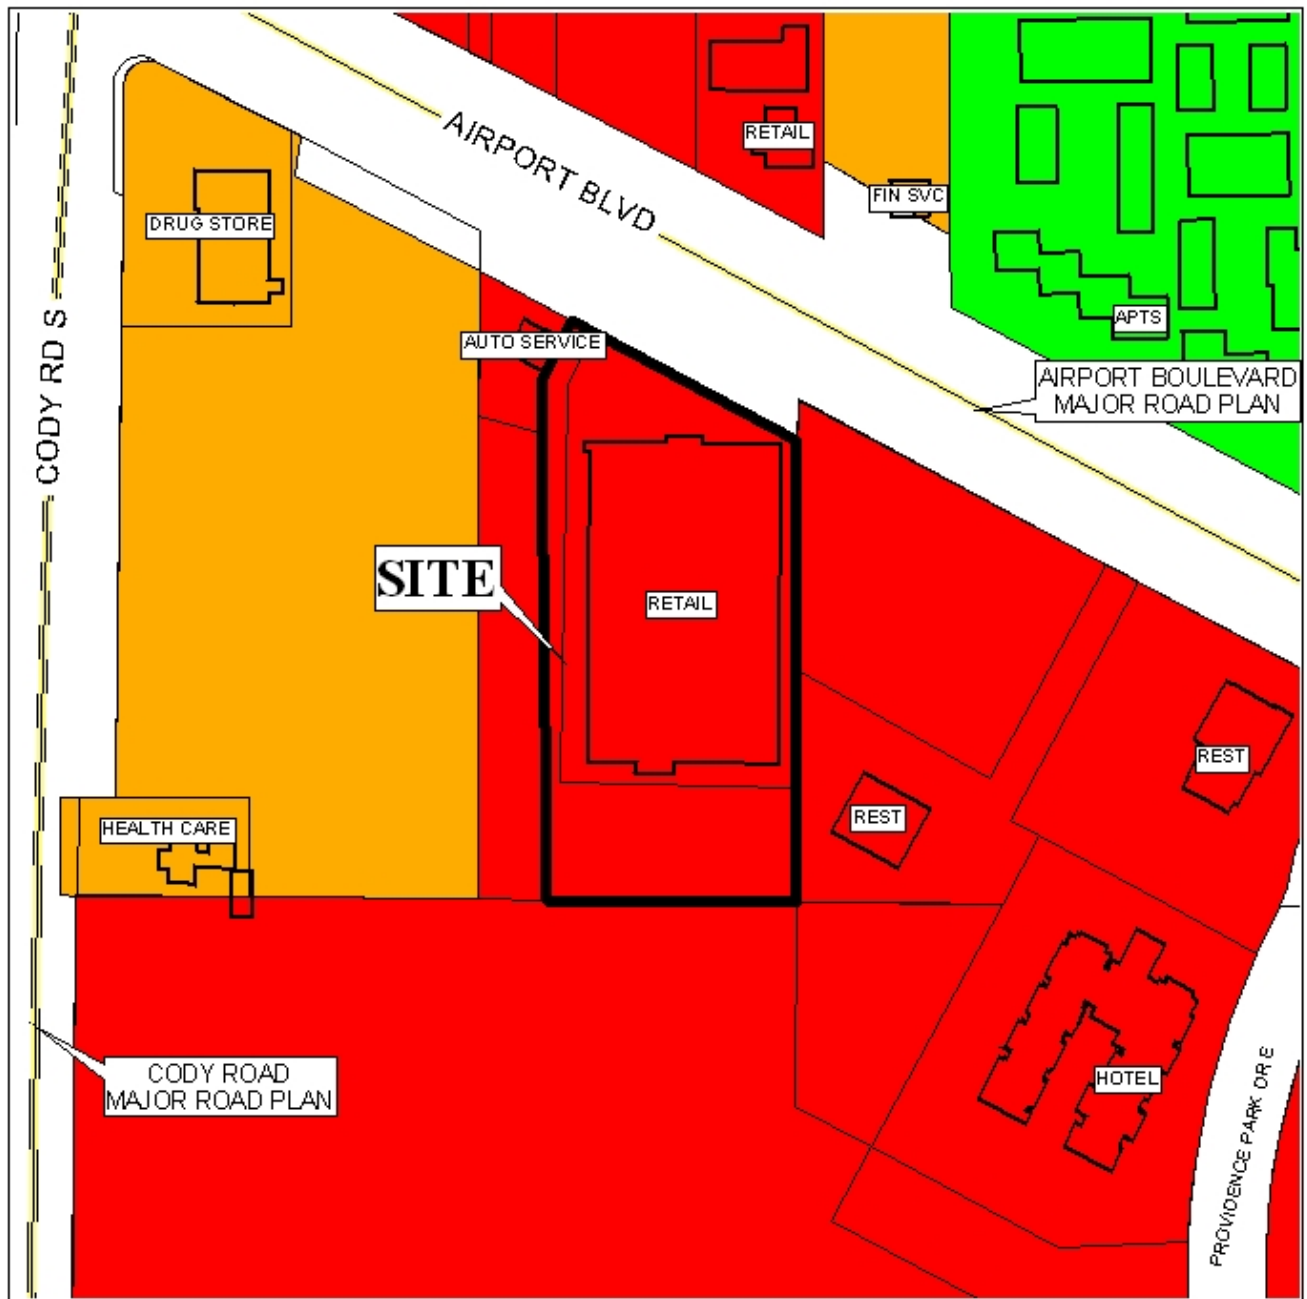 AIRPORT BLVD
RETAIL
FIN SVC
DRUG STORE
APTS
AUTO SERVICE
CODY RD S
AIRPORT BOULEVARD
MAJOR ROAD PLAN
SITE
RETAIL
REST
REST
HEALTH CARE
CODY ROAD
MAJOR ROAD PLAN
HOTEL
PROVIDENCE PARK DR E